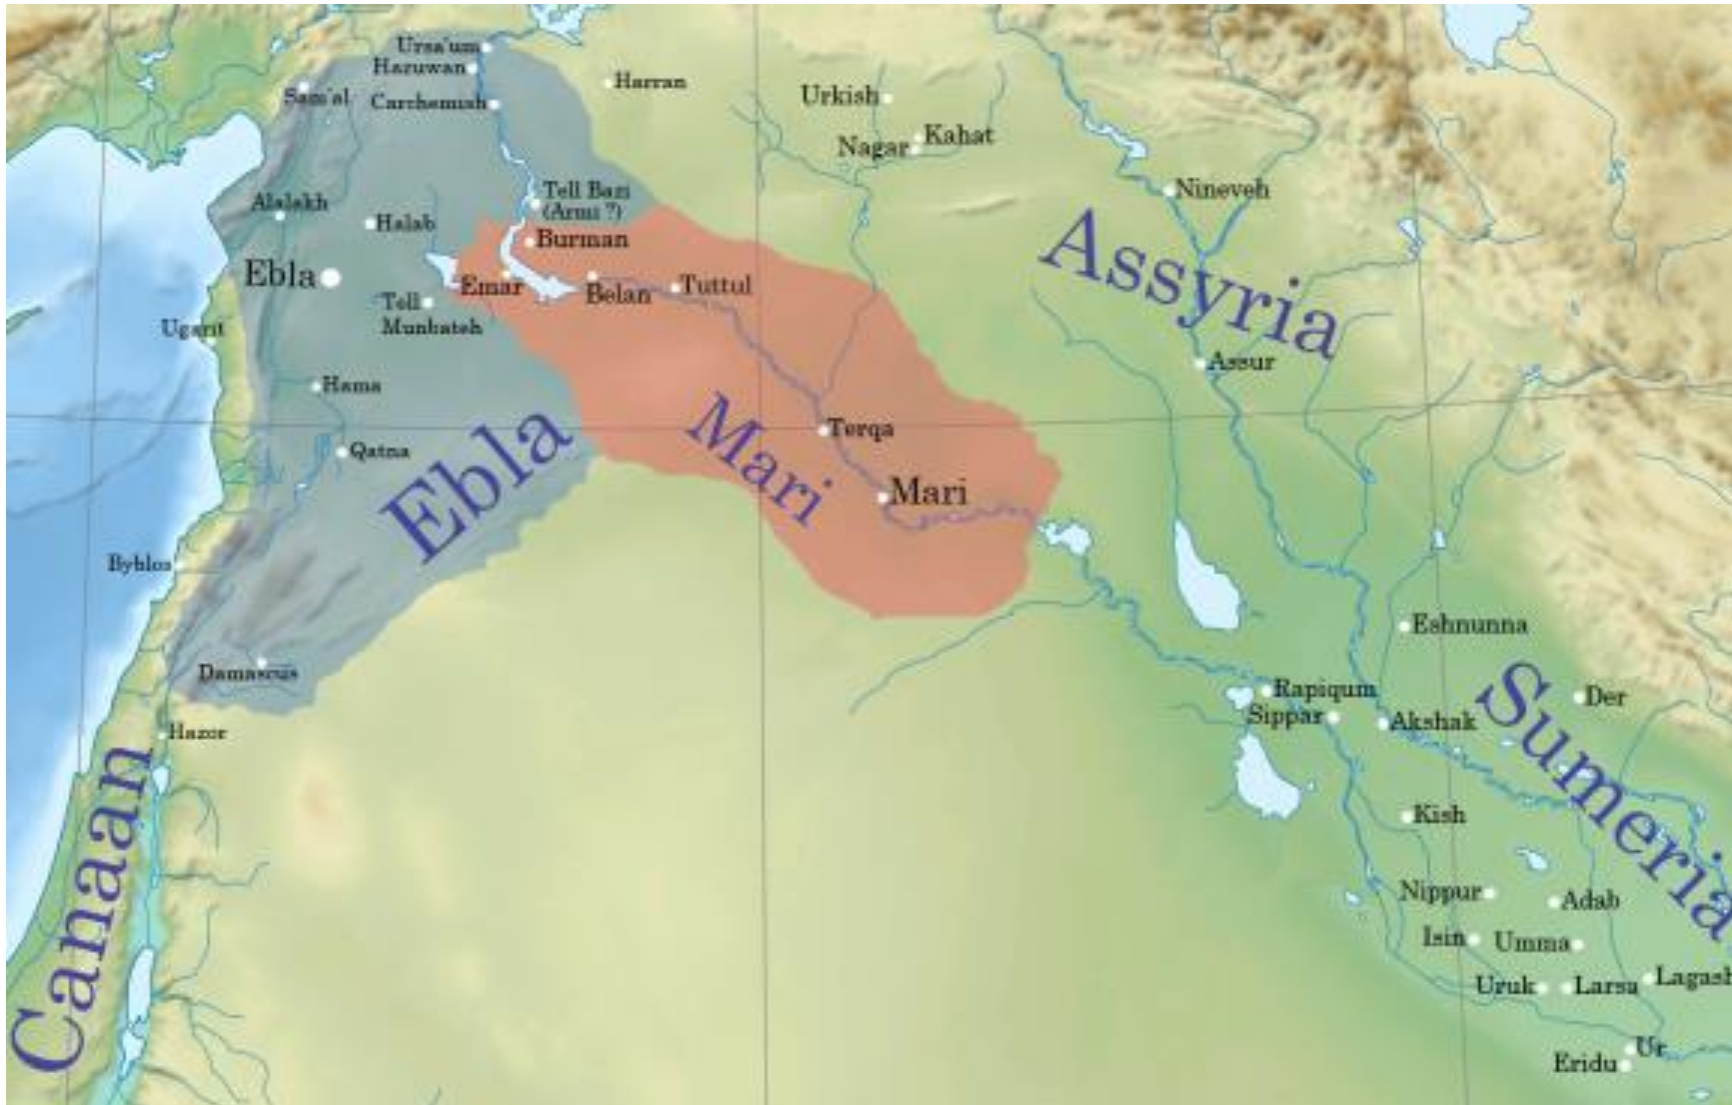 Ursa'um
Hazuwan
Harran
Sam'al
Carchemish
Urkish
Kahat
Nagar
Nineveh
Tell Bazi
(Armi ?)
Alalakh
Halab
Burman
Assyria
Ebla
Emar
Belan
Tuttul
Tell
Munbateh
Ugarit
Assur
Hama
Mari
Terqa
Qatna
Ebla
Mari
Byblos
Eshnunna
Damascus
Rapiqum
Sippar
Akshak
Der
Sumeria
Hazor
Canaan
Kish
Nippur
Adab
Isin
Umma
Uruk
Larsa
Lagash
Ur
Eridu